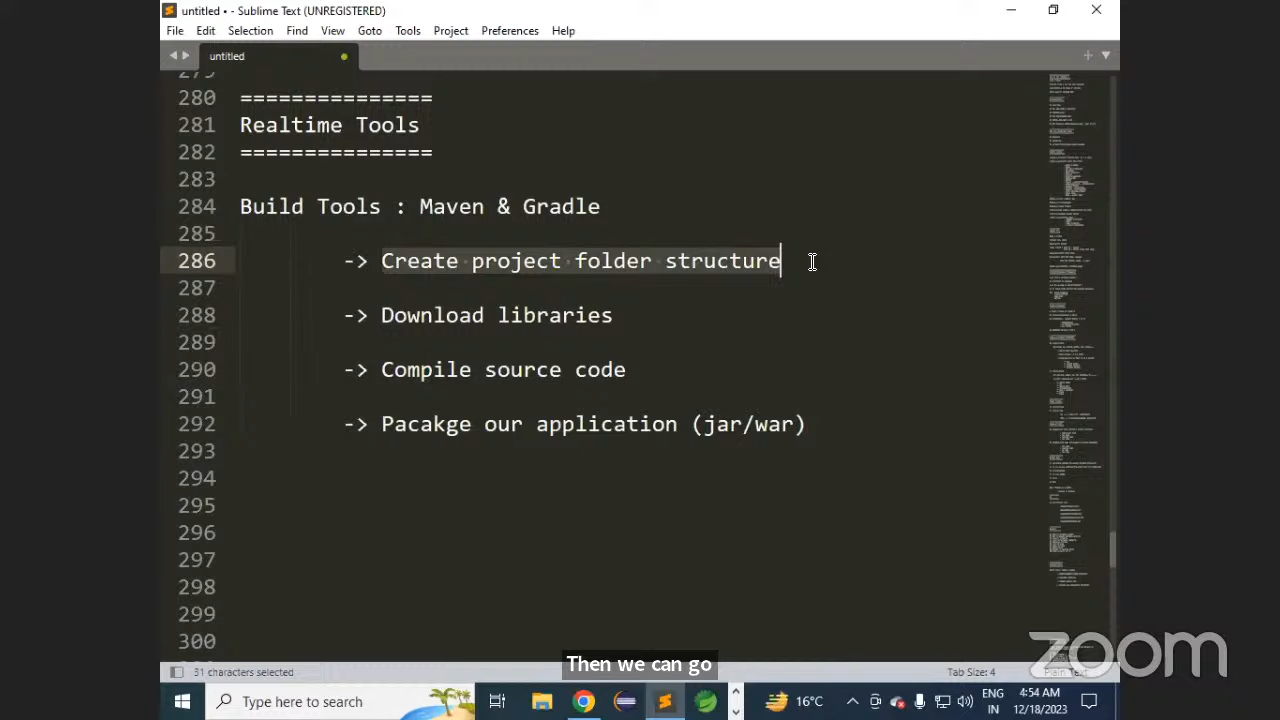 untitled • - Sublime Text (UNREGISTERED)
File Edit Selection Find View Goto Tools Project Preferences Help
untitled
279
280 ===============
281 Realtime Tools
282 ===============
283
284 Build Tools : Maven & Gradle
285
286 -> Create project folder structure
287
288 -> Download libraries
289
290 -> Compile source code
291
292 -> Pacakge our application (jar/war)
293
294
295
296
297
298
299
300
Then we can go
zoom
31 characters selected Tab Size: 4 Plain Text
Type here to search 16°C ENG 4:54 AM
IN 12/18/2023